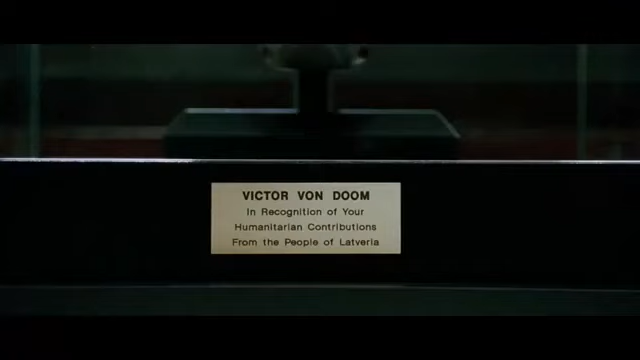 VICTOR VON DOOM
In Recognition of Your
Humanitarian Contributions
From the People of Latveria